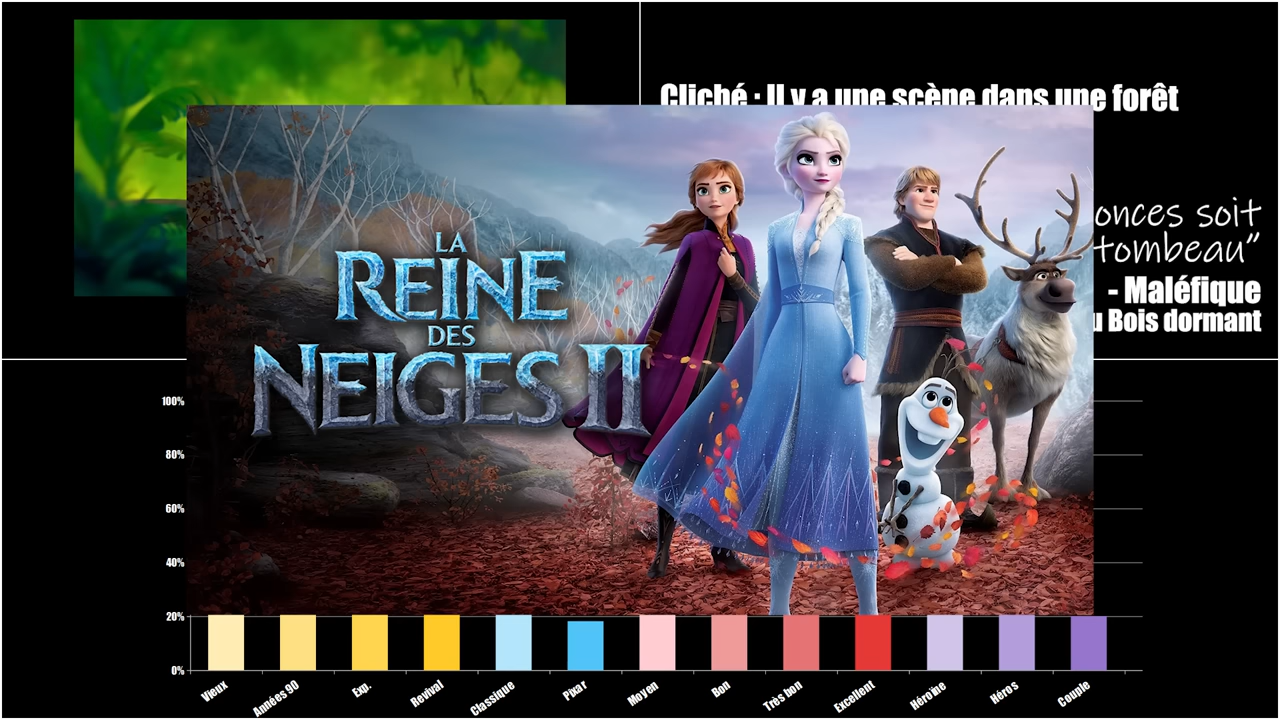 Cliché : Il y a une scène dans une forêt
onces soit
tombeau”
- Maléfique
u Bois dormant
LA
REINE
DES
NEIGES II
100%
80%
60%
40%
20%
0%
Vieux
Années 90
Exp.
Revival
Classique
Pixar
Moyen
Bon
Très bon
Excellent
Héroïne
Héros
Couple